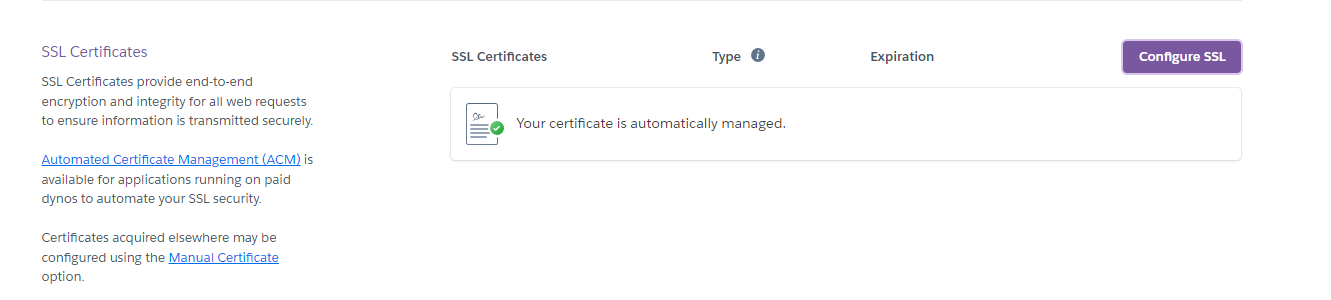 SSL Certificates
SSL Certificates provide end-to-end
encryption and integrity for all web requests
to ensure information is transmitted securely.
Automated Certificate Management (ACM) is
available for applications running on paid
dynos to automate your SSL security.
Certificates acquired elsewhere may be
configured using the Manual Certificate
option.
SSL Certificates Type i Expiration Configure SSL
Your certificate is automatically managed.